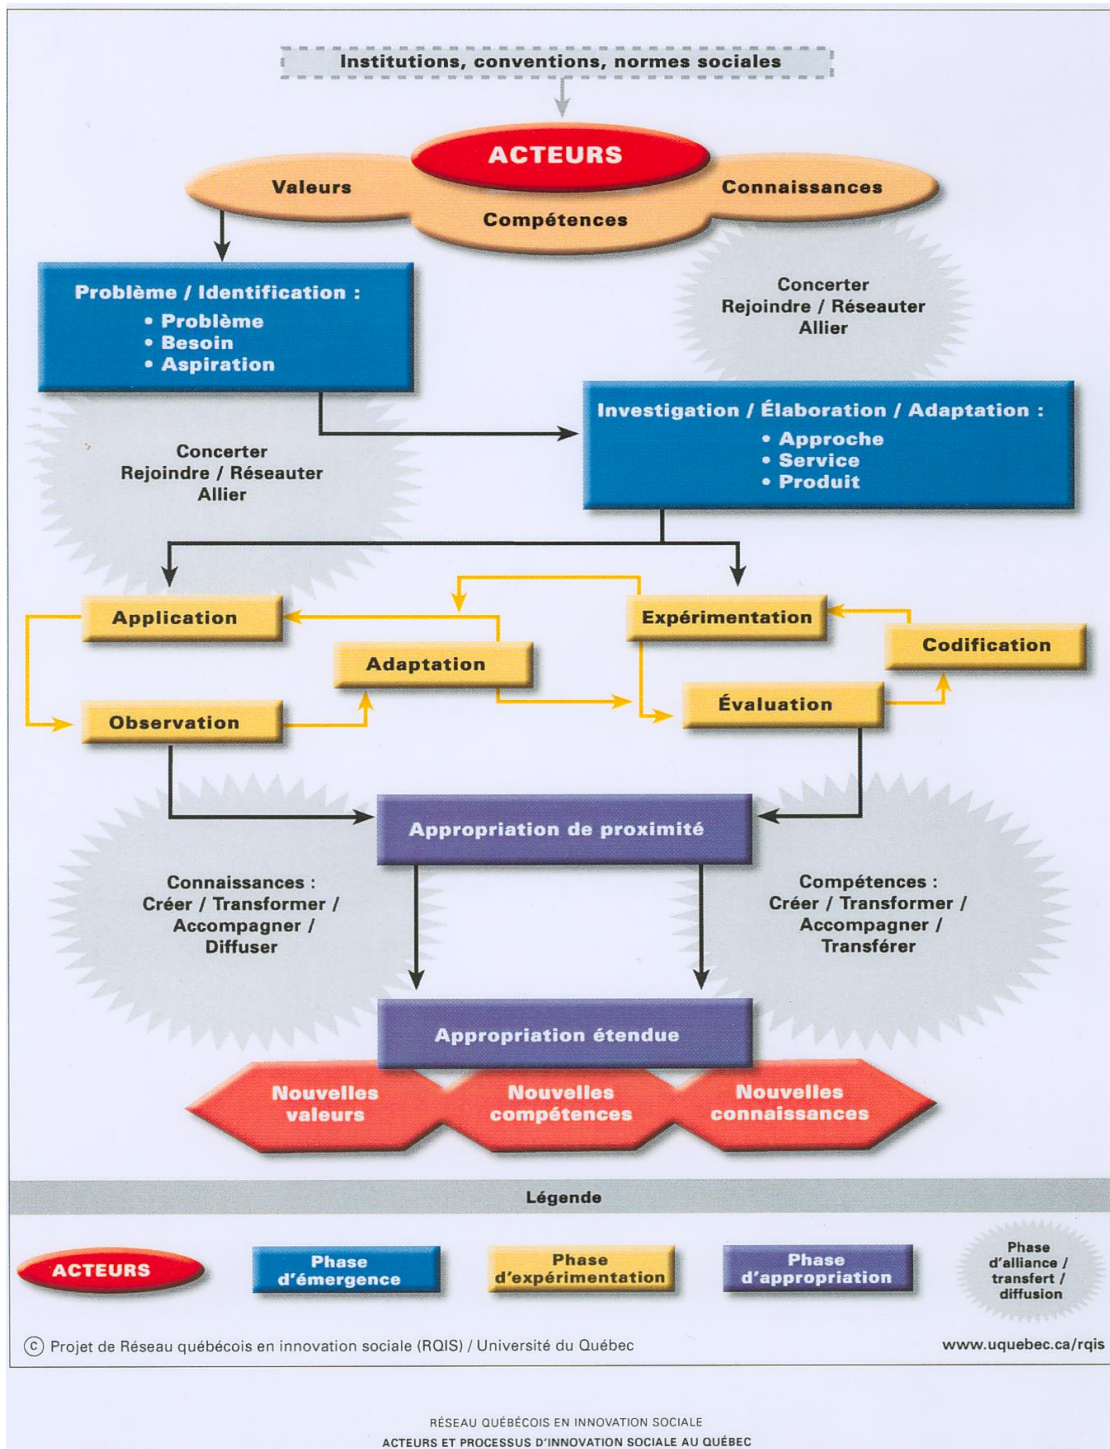 Institutions, conventions, normes sociales
ACTEURS
Valeurs
Connaissances
Compétences
Problème / Identification :
• Problème
• Besoin
• Aspiration
Concerter
Rejoindre / Réseauter
Allier
Investigation / Élaboration / Adaptation :
• Approche
• Service
• Produit
Concerter
Rejoindre / Réseauter
Allier
Application
Expérimentation
Adaptation
Codification
Observation
Évaluation
Appropriation de proximité
Connaissances :
Créer / Transformer /
Accompagner /
Diffuser
Compétences :
Créer / Transformer /
Accompagner /
Transférer
Appropriation étendue
Nouvelles
valeurs
Nouvelles
compétences
Nouvelles
connaissances
Légende
ACTEURS
Phase
d'émergence
Phase
d'expérimentation
Phase
d'appropriation
Phase
d'alliance /
transfert /
diffusion
© Projet de Réseau québécois en innovation sociale (RQIS) / Université du Québec
www.uquebec.ca/rqis
RÉSEAU QUÉBÉCOIS EN INNOVATION SOCIALE
ACTEURS ET PROCESSUS D'INNOVATION SOCIALE AU QUÉBEC